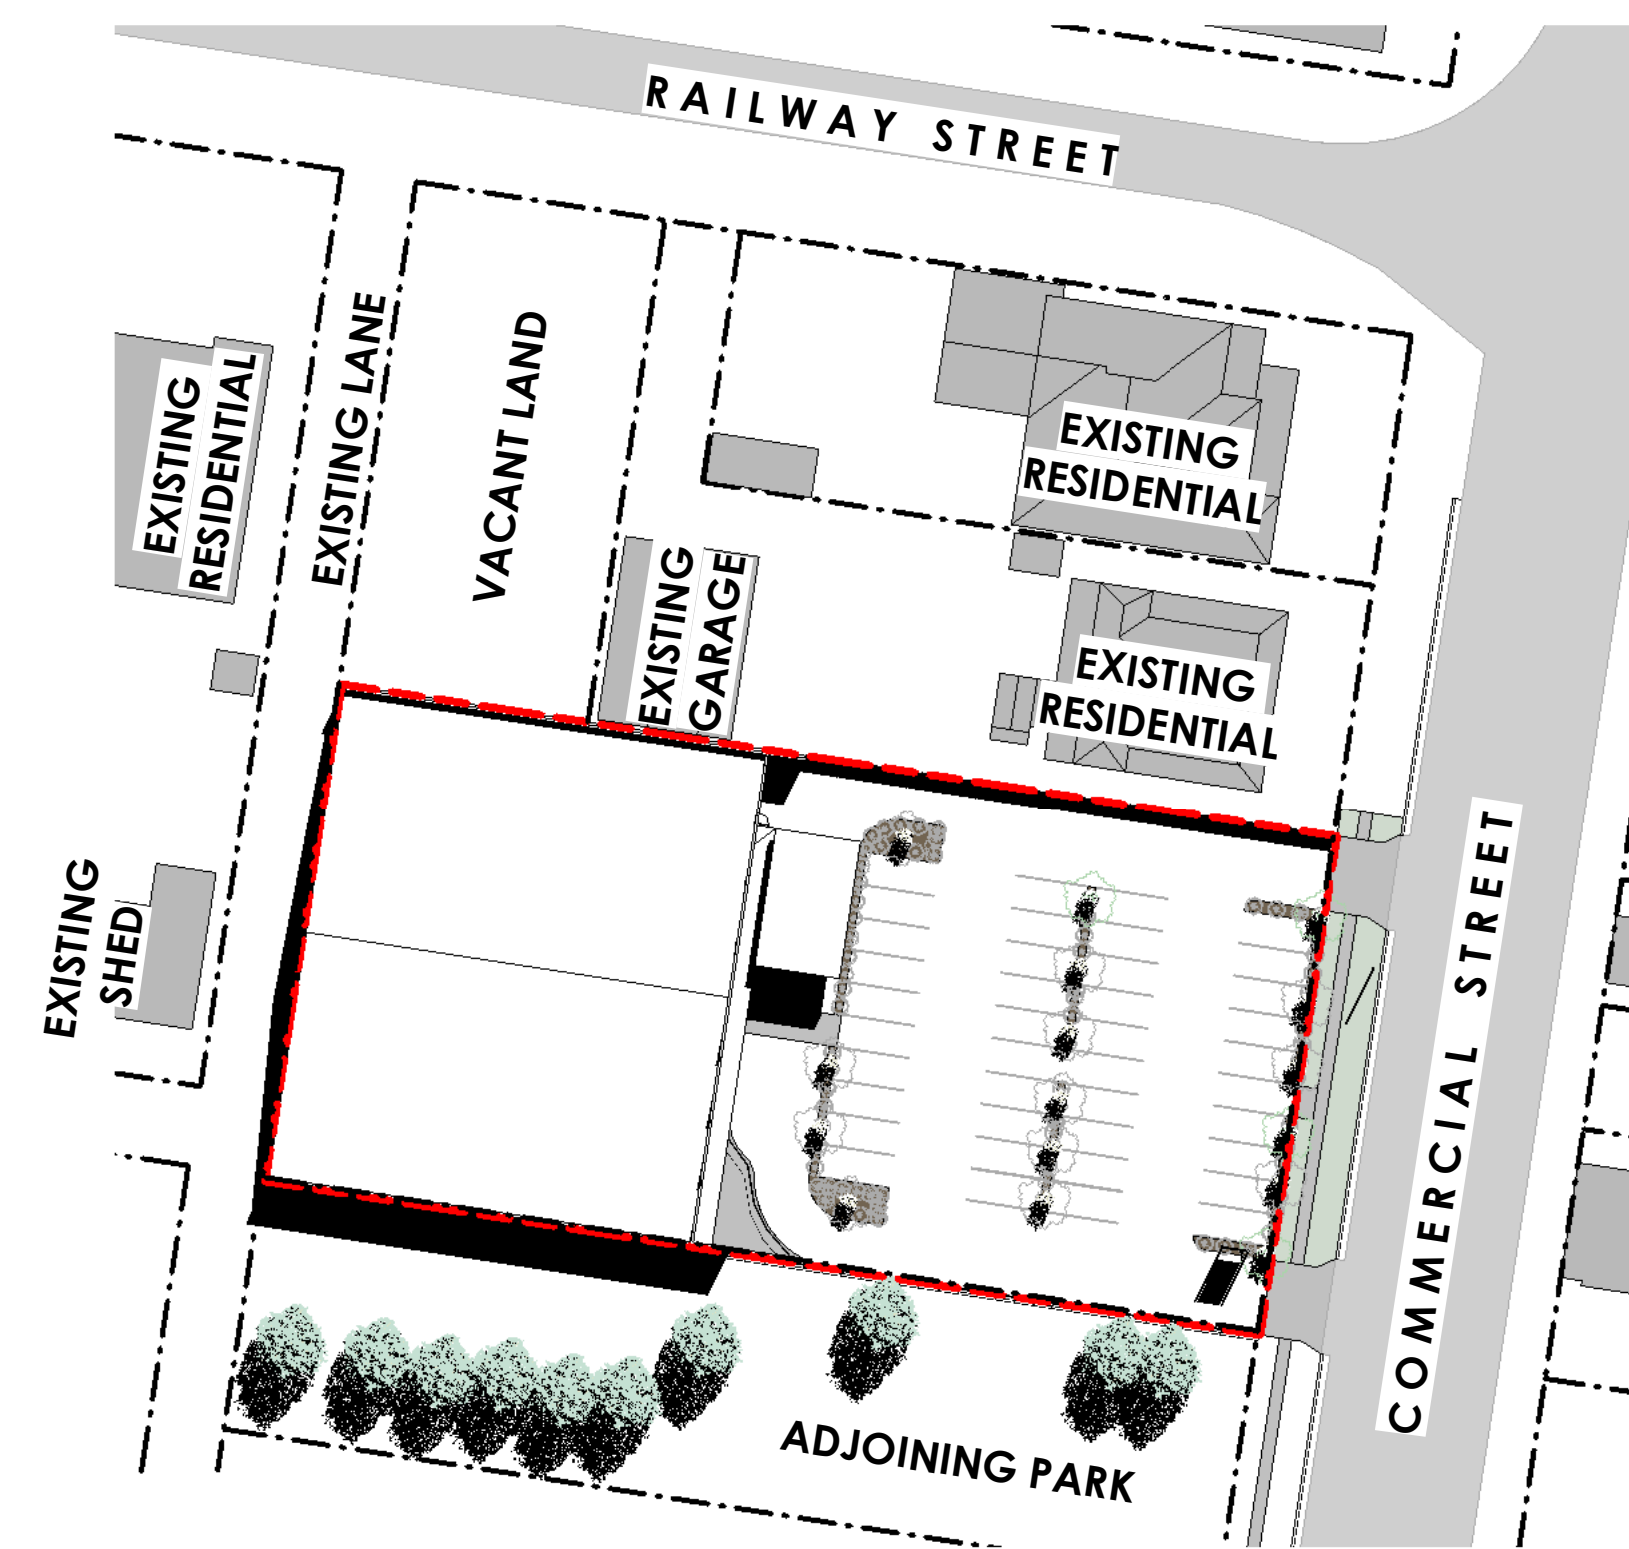 RAILWAY STREET
EXISTING
RESIDENTIAL
EXISTING LANE
VACANT LAND
EXISTING
RESIDENTIAL
EXISTING
GARAGE
EXISTING
RESIDENTIAL
EXISTING
SHED
COMMERCIAL STREET
ADJOINING PARK